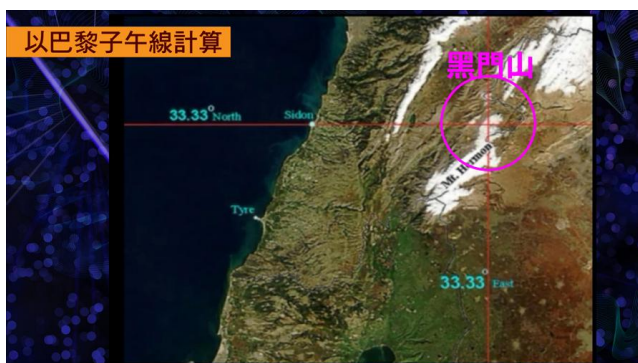 以巴黎子午線計算
黑門山
33.33° North
Sidon
Mt. Hermon
Tyre
33.33° East